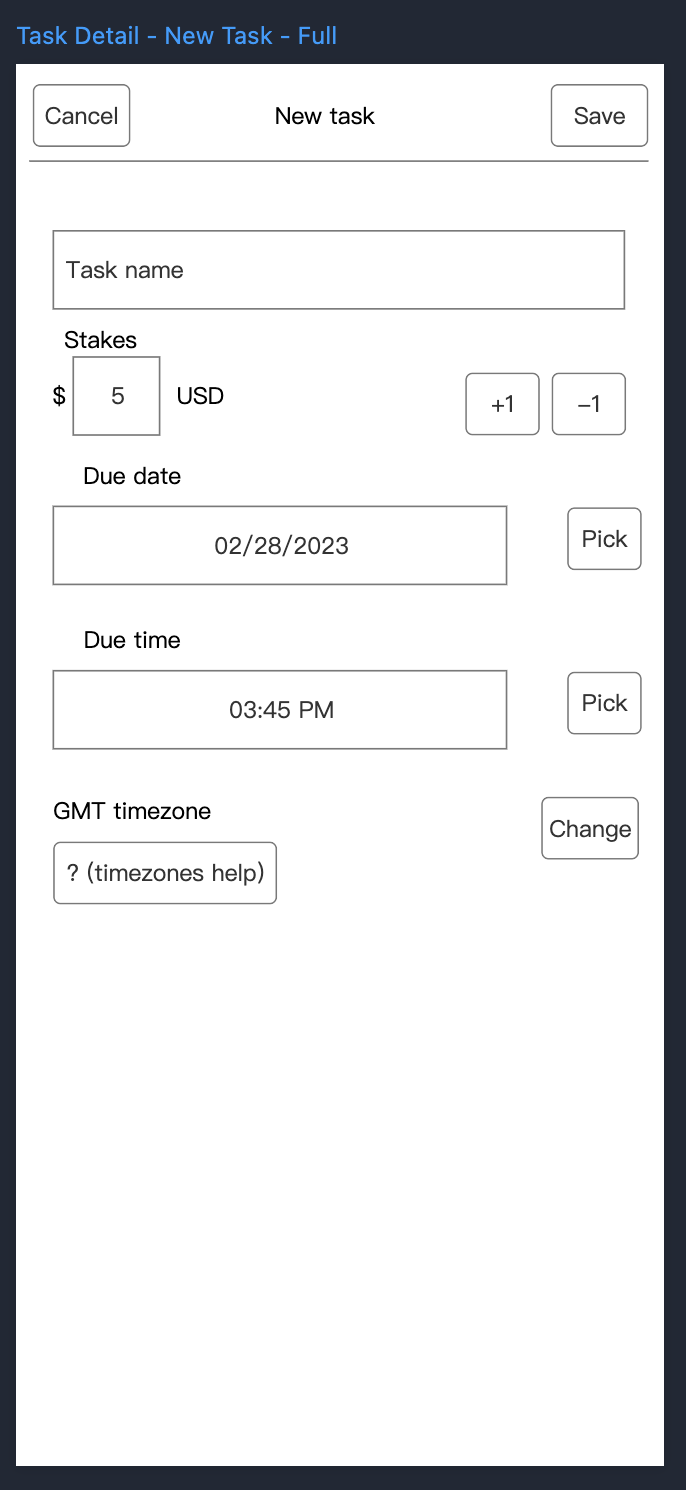 Task Detail - New Task - Full
Cancel New task Save
Task name
Stakes
$ 5 USD +1 –1
Due date
02/28/2023 Pick
Due time
03:45 PM Pick
GMT timezone Change
? (timezones help)